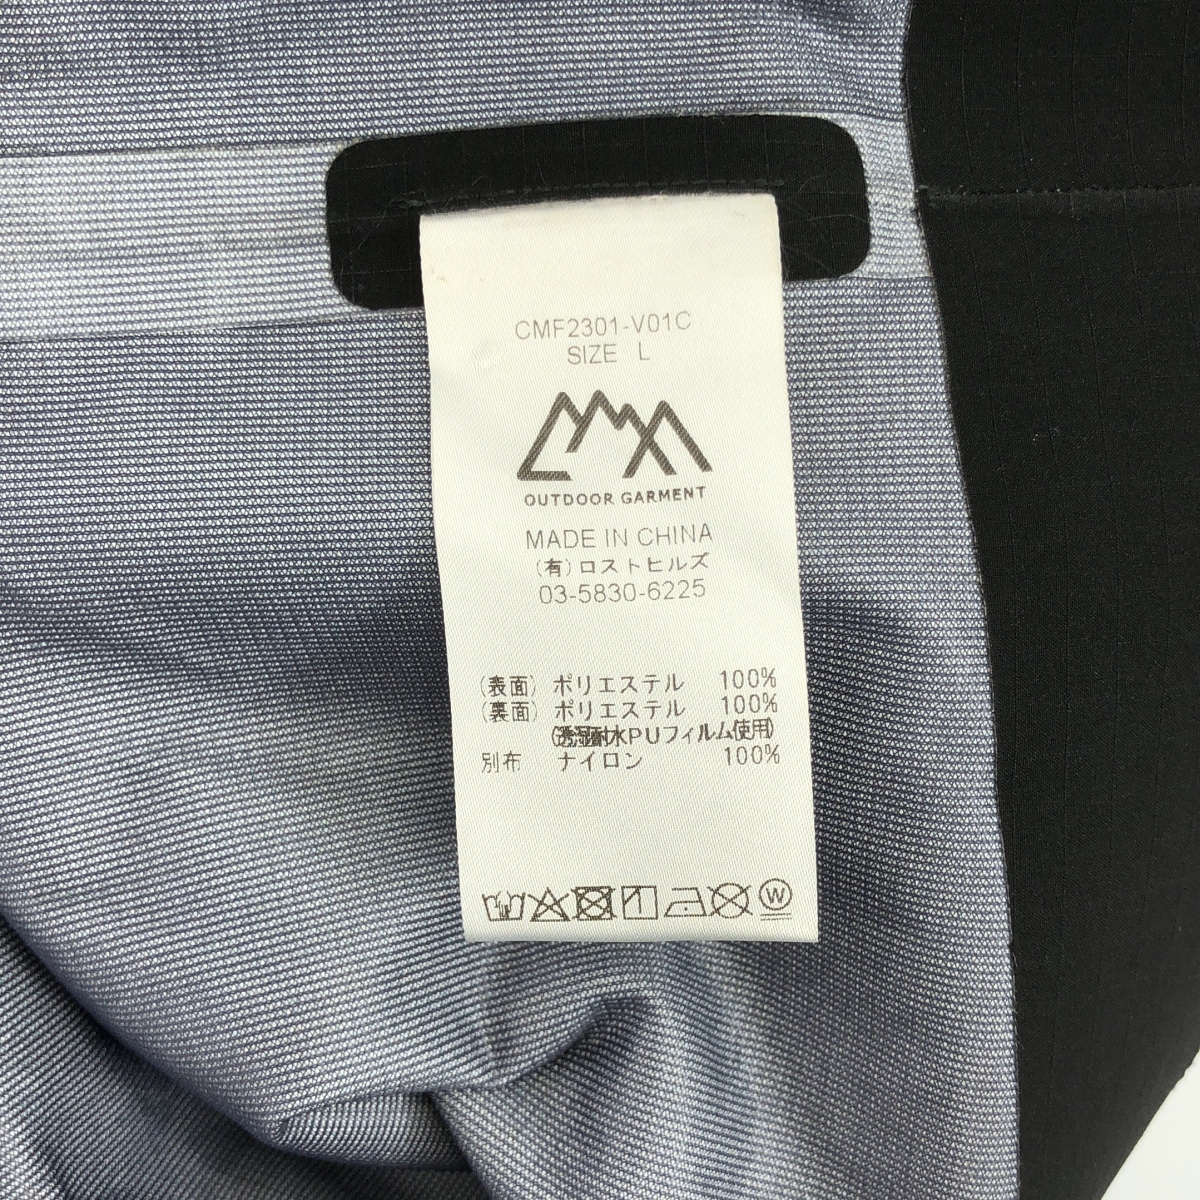 CMF2301-V01C
SIZE L
OUTDOOR GARMENT
MADE IN CHINA
(有)ロストヒルズ
03-5830-6225
(表面) ポリエステル 100%
(裏面) ポリエステル 100%
(透湿耐水PUフィルム使用)
別布 ナイロン 100%
W